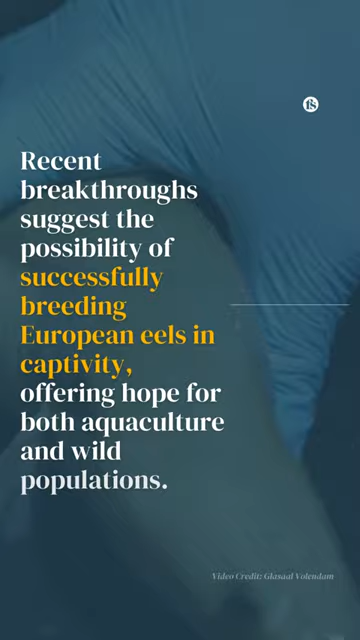 Recent
breakthroughs
suggest the
possibility of
successfully
breeding
European eels in
captivity,
offering hope for
both aquaculture
and wild
populations.
Video Credit: Glasaal Volendam